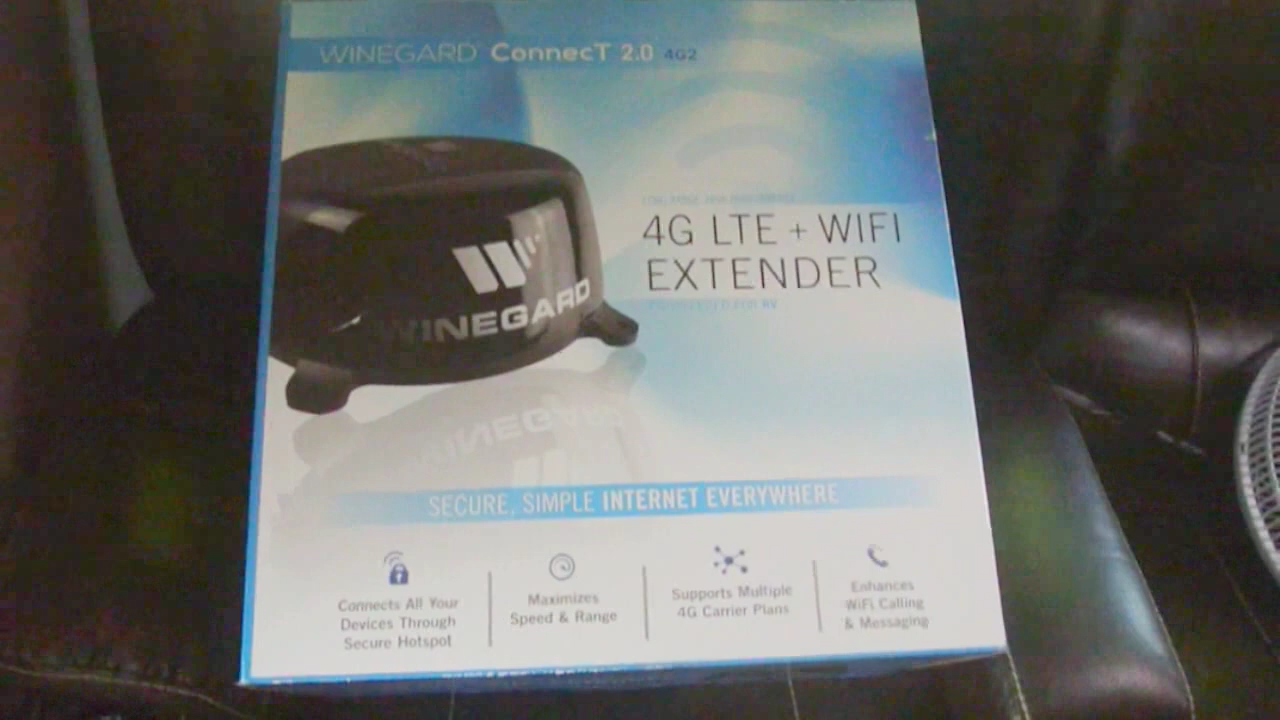 WINEGARD ConnecT 2.0 4G2
4G LTE + WIFI
EXTENDER
WINEGARD
SECURE, SIMPLE INTERNET EVERYWHERE
Connects All Your
Devices Through
Secure Hotspot
Maximizes
Speed & Range
Supports Multiple
4G Carrier Plans
Enhances
WiFi Calling
& Messaging